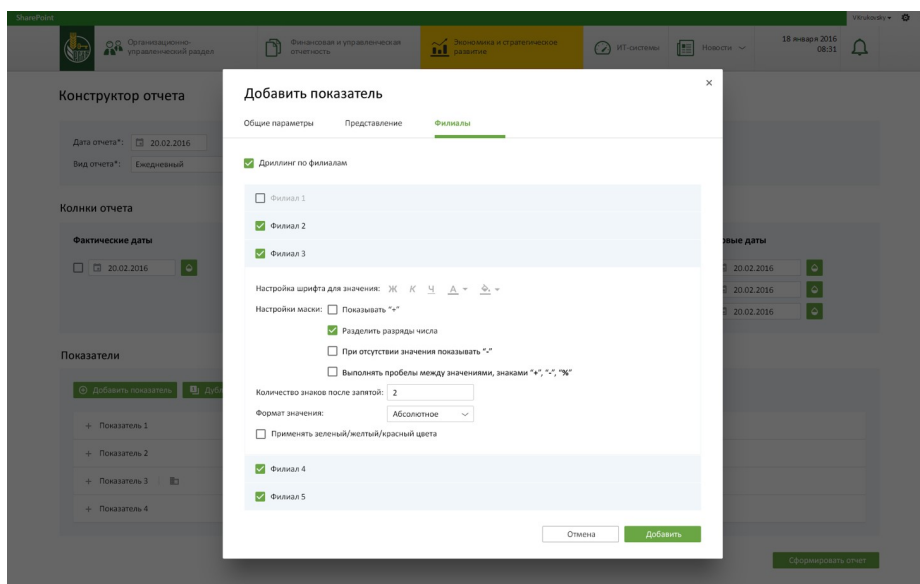 SharePoint
Vkrukovsky
Организационно-
управленческий раздел
Финансовая и управленческая
отчетность
Экономика и стратегическое
развитие
ИТ-системы
Новости
18 января 2016
08:31
Конструктор отчета
Дата отчета*: 20.02.2016
Вид отчета*: Ежедневный
Колнки отчета
Фактические даты
20.02.2016
овые даты
20.02.2016
20.02.2016
20.02.2016
Показатели
Добавить показатель
Дубл
+ Показатель 1
+ Показатель 2
+ Показатель 3
+ Показатель 4
Сформировать отчет
Добавить показатель
×
Общие параметры Представление Филиалы
Дриллинг по филиалам
Филиал 1
Филиал 2
Филиал 3
Настройка шрифта для значения: Ж К Ч А
Настройки маски: Показывать “+”
Разделить разряды числа
При отсутствии значения показывать “-”
Выполнять пробелы между значениями, знаками “+”, “-”, “%”
Количество знаков после запятой: 2
Формат значения: Абсолютное
Применять зеленый/желтый/красный цвета
Филиал 4
Филиал 5
Отмена Добавить